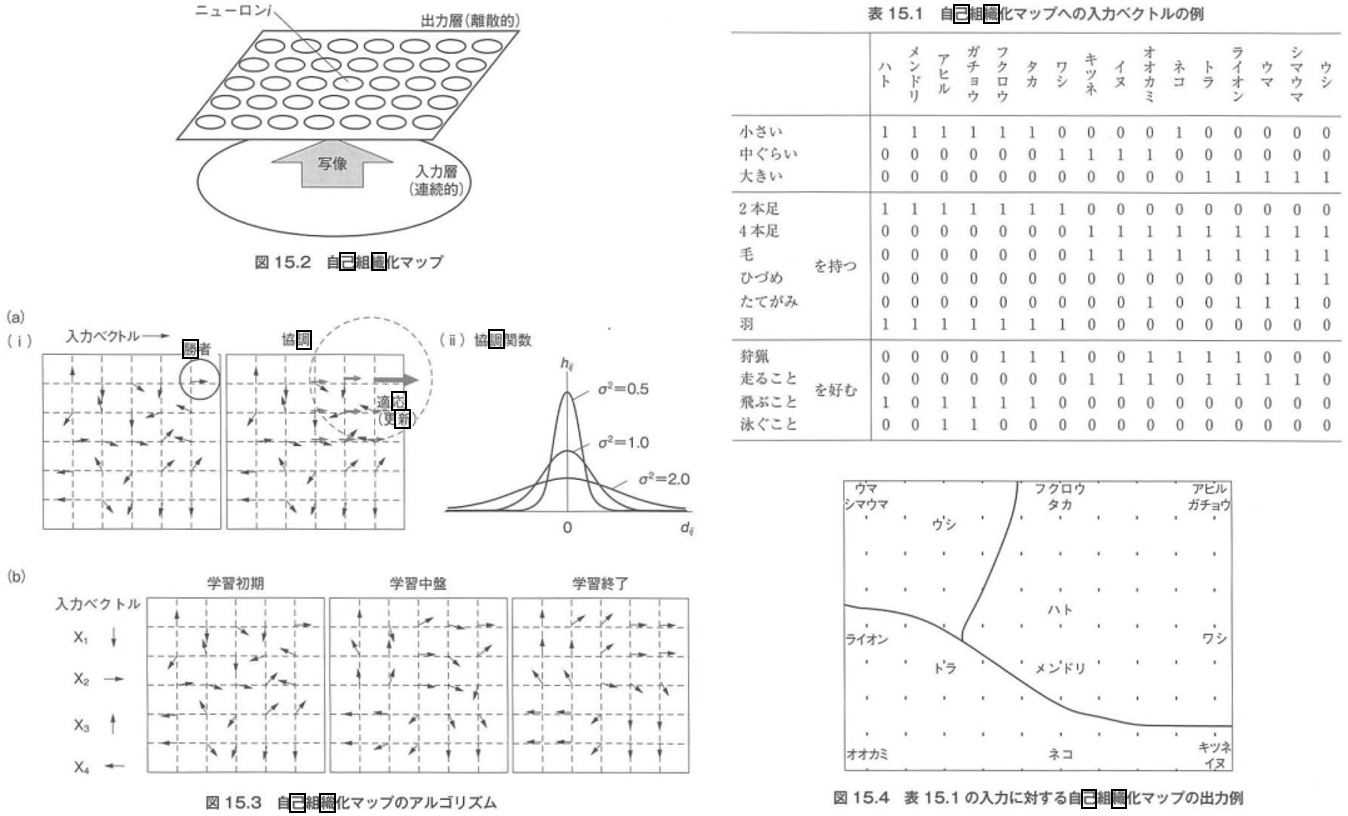 ニューロンi
出力層(離散的)
写像
入力層
(連続的)
図 15.2 自己組織化マップ
(a)
(i)
入力ベクトル
勝者
協調
適応
(更新)
(ii) 協調関数
hij
σ²=0.5
σ²=1.0
σ²=2.0
0
dij
(b)
学習初期
学習中盤
学習終了
入力ベクトル
X₁
X₂
X₃
X₄
図 15.3 自己組織化マップのアルゴリズム
表 15.1 自己組織化マップへの入力ベクトルの例
ハト メンドリ アヒル ガチョウ フクロウ タカ ワシ キツネ イヌ オオカミ ネコ トラ ライオン ウマ シマウマ ウシ
小さい 1 1 1 1 1 1 0 0 0 0 1 0 0 0 0 0
中ぐらい 0 0 0 0 0 0 1 1 1 1 0 0 0 0 0 0
大きい 0 0 0 0 0 0 0 0 0 0 0 1 1 1 1 1
2本足 1 1 1 1 1 1 1 0 0 0 0 0 0 0 0 0
4本足 0 0 0 0 0 0 0 1 1 1 1 1 1 1 1 1
毛 0 0 0 0 0 0 0 1 1 1 1 1 1 1 1 1
を持つ
ひづめ 0 0 0 0 0 0 0 0 0 0 0 0 0 1 1 1
たてがみ 0 0 0 0 0 0 0 0 0 1 0 0 1 1 1 0
羽 1 1 1 1 1 1 1 0 0 0 0 0 0 0 0 0
狩猟 0 0 0 0 1 1 1 0 0 1 1 1 1 0 0 0
走ること 0 0 0 0 0 0 0 1 1 1 0 1 1 1 1 0
を好む
飛ぶこと 1 0 1 1 1 1 0 0 0 0 0 0 0 0 0 0
泳ぐこと 0 0 1 1 0 0 0 0 0 0 0 0 0 0 0 0
ウマ
シマウマ
ウシ
フクロウ
タカ
アヒル
ガチョウ
ハト
ライオン
ワシ
トラ
メンドリ
オオカミ
ネコ
キツネ
イヌ
図 15.4 表 15.1 の入力に対する自己組織化マップの出力例